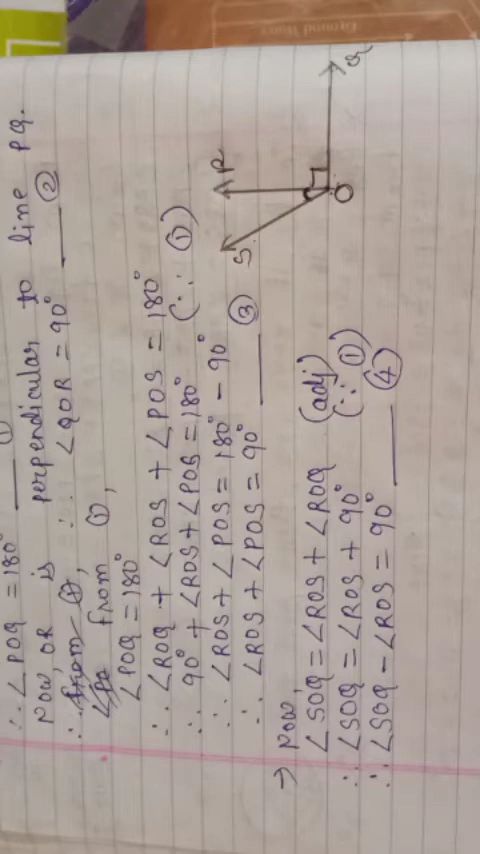 ∴ ∠POQ = 180° ___ ①
Now, OR is perpendicular to line PQ.
∴ ∠QOR = 90° ___ ②
from ①,
∠POQ = 180°
∴ ∠ROQ + ∠ROS + ∠POS = 180°
∴ 90° + ∠ROS + ∠POS = 180° (∵ ①)
∴ ∠ROS + ∠POS = 180° - 90°
∴ ∠ROS + ∠POS = 90° ___ ③
→ Now,
∠SOQ = ∠ROS + ∠ROQ (adj)
∴ ∠SOQ = ∠ROS + 90° (∵ ①)
∴ ∠SOQ - ∠ROS = 90° ___ ④
S
R
O
Q